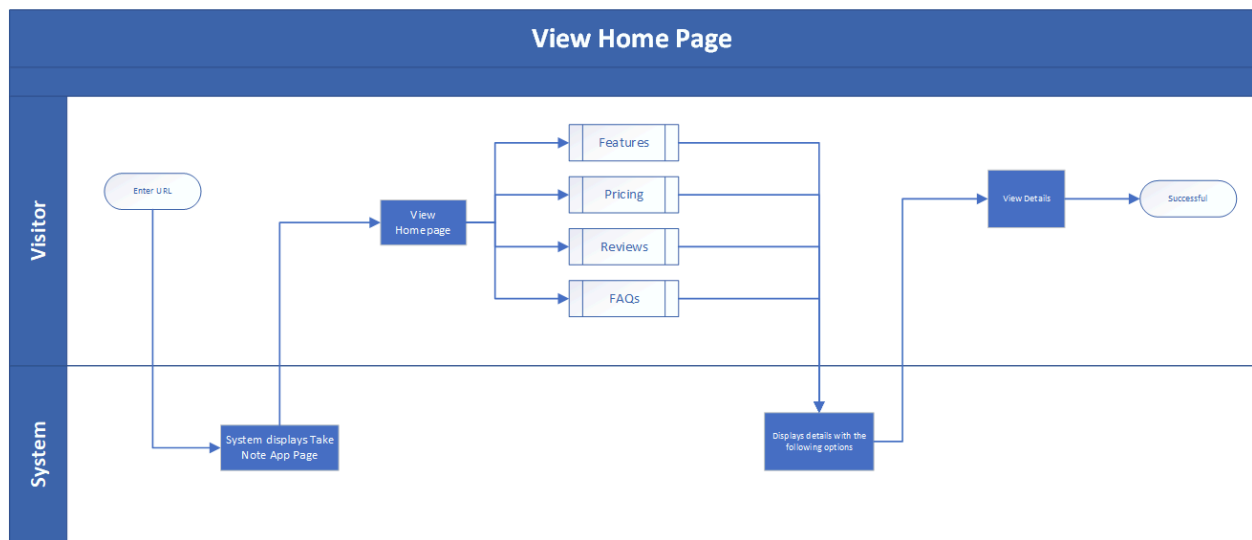 View Home Page
Visitor
Enter URL
View
Homepage
Features
Pricing
Reviews
FAQs
View Details
Successful
System
System displays Take
Note App Page
Displays details with the
following options